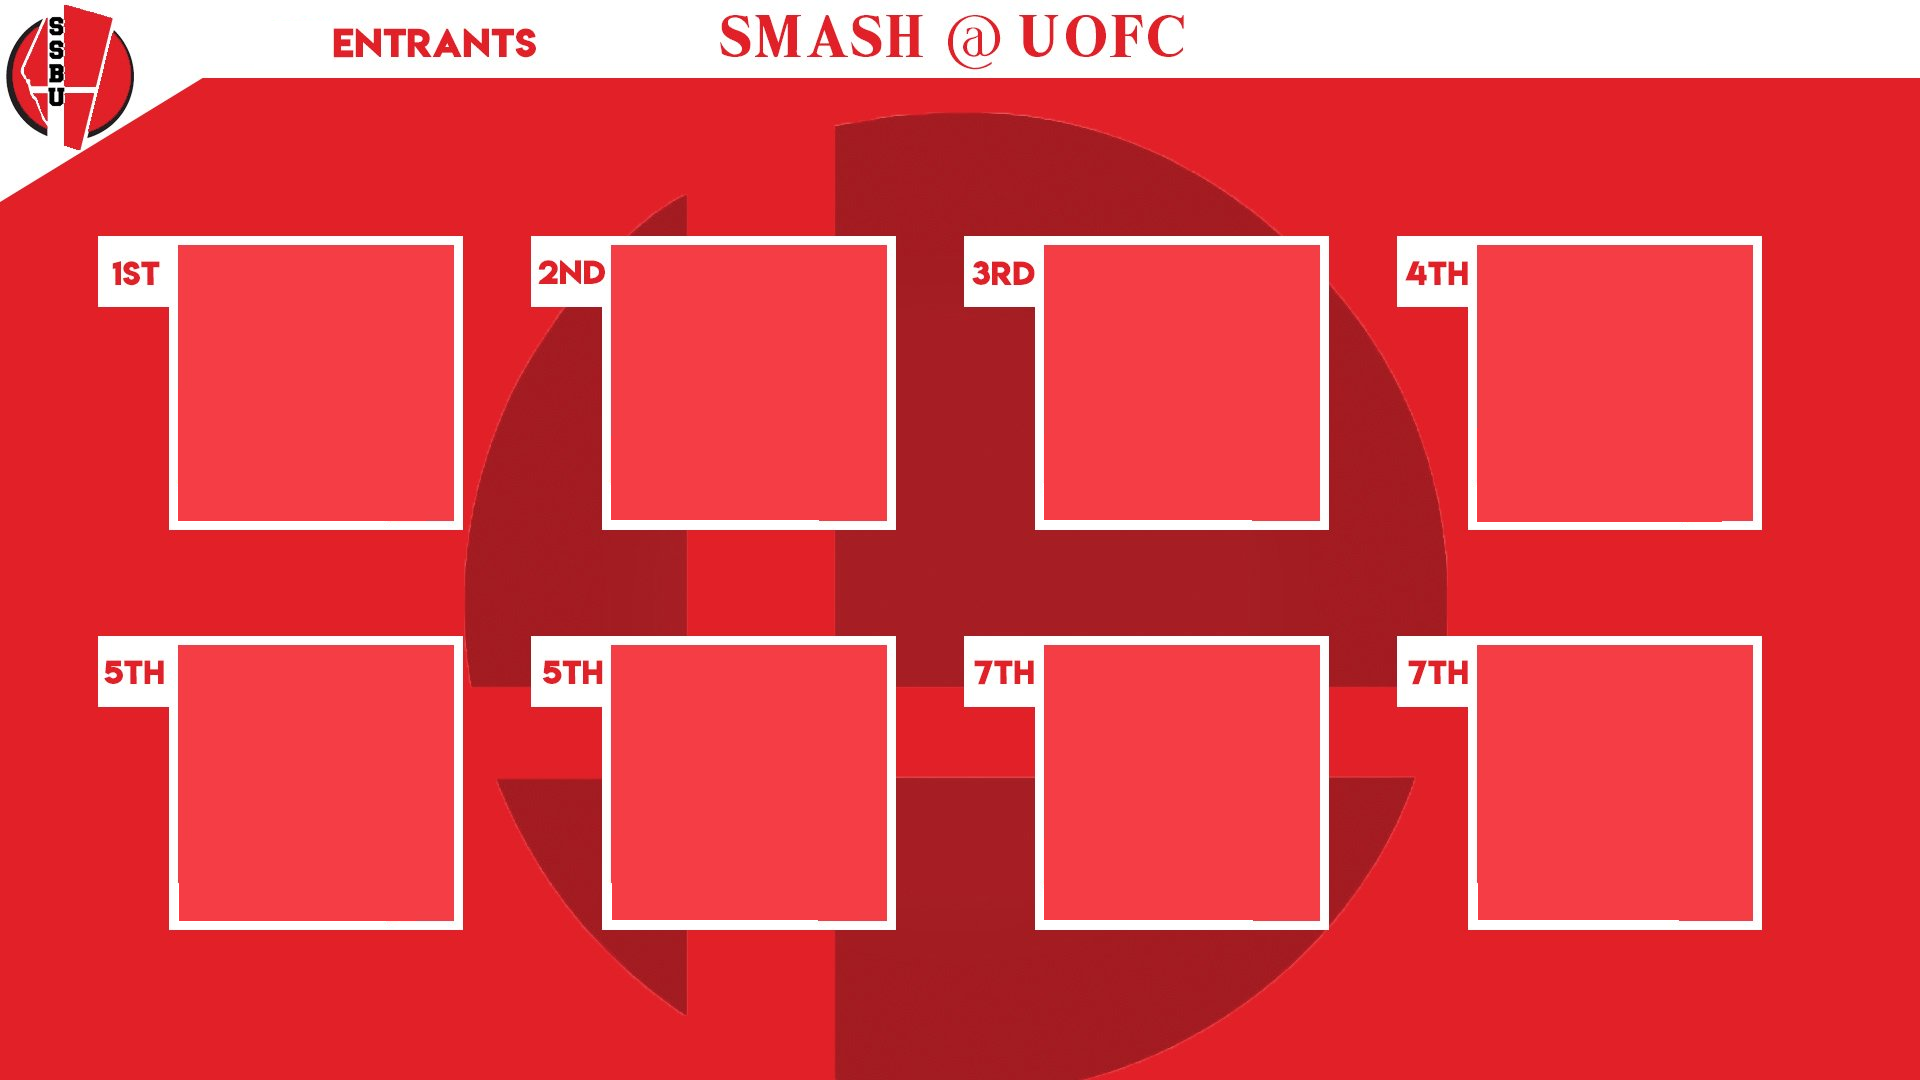 SSBU
ENTRANTS
SMASH @ UOFC
1ST
2ND
3RD
4TH
5TH
5TH
7TH
7TH